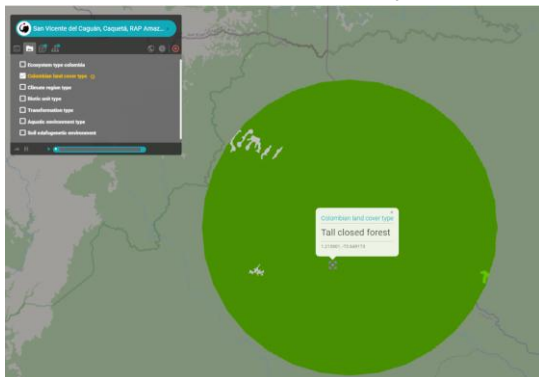 San Vicente del Caguán, Caquetá, RAP Amaz...
Ecosystem type colombia
Colombian land cover type
Climate region type
Biotic unit type
Transformation type
Aquatic environment type
Soil subfogenetic environment
Colombian land cover type
Tall closed forest